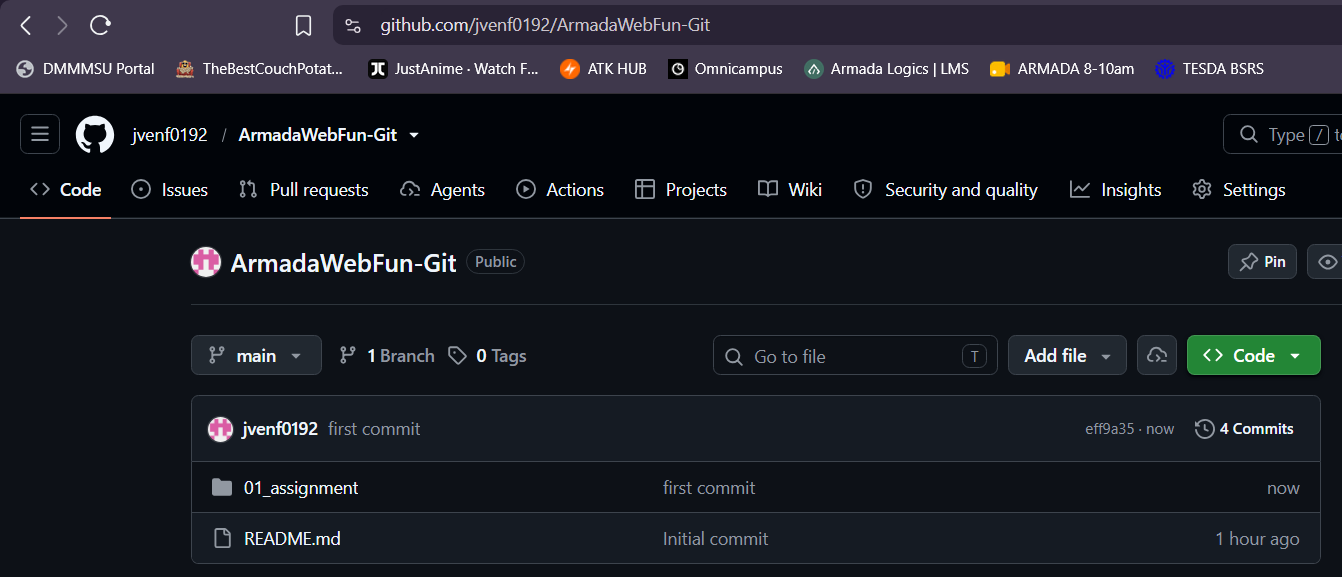 github.com/jvenf0192/ArmadaWebFun-Git
DMMMSU Portal TheBestCouchPotat... JustAnime · Watch F... ATK HUB Omnicampus Armada Logics | LMS ARMADA 8-10am TESDA BSRS
jvenf0192 / ArmadaWebFun-Git Type / to
Code Issues Pull requests Agents Actions Projects Wiki Security and quality Insights Settings
ArmadaWebFun-Git Public Pin
main 1 Branch 0 Tags Go to file T Add file Code
jvenf0192 first commit eff9a35 · now 4 Commits
01_assignment first commit now
README.md Initial commit 1 hour ago